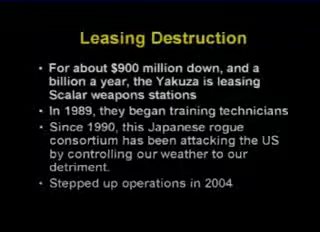 Leasing Destruction
• For about $900 million down, and a
billion a year, the Yakuza is leasing
Scalar weapons stations
• In 1989, they began training technicians
• Since 1990, this Japanese rogue
consortium has been attacking the US
by controlling our weather to our
detriment.
• Stepped up operations in 2004